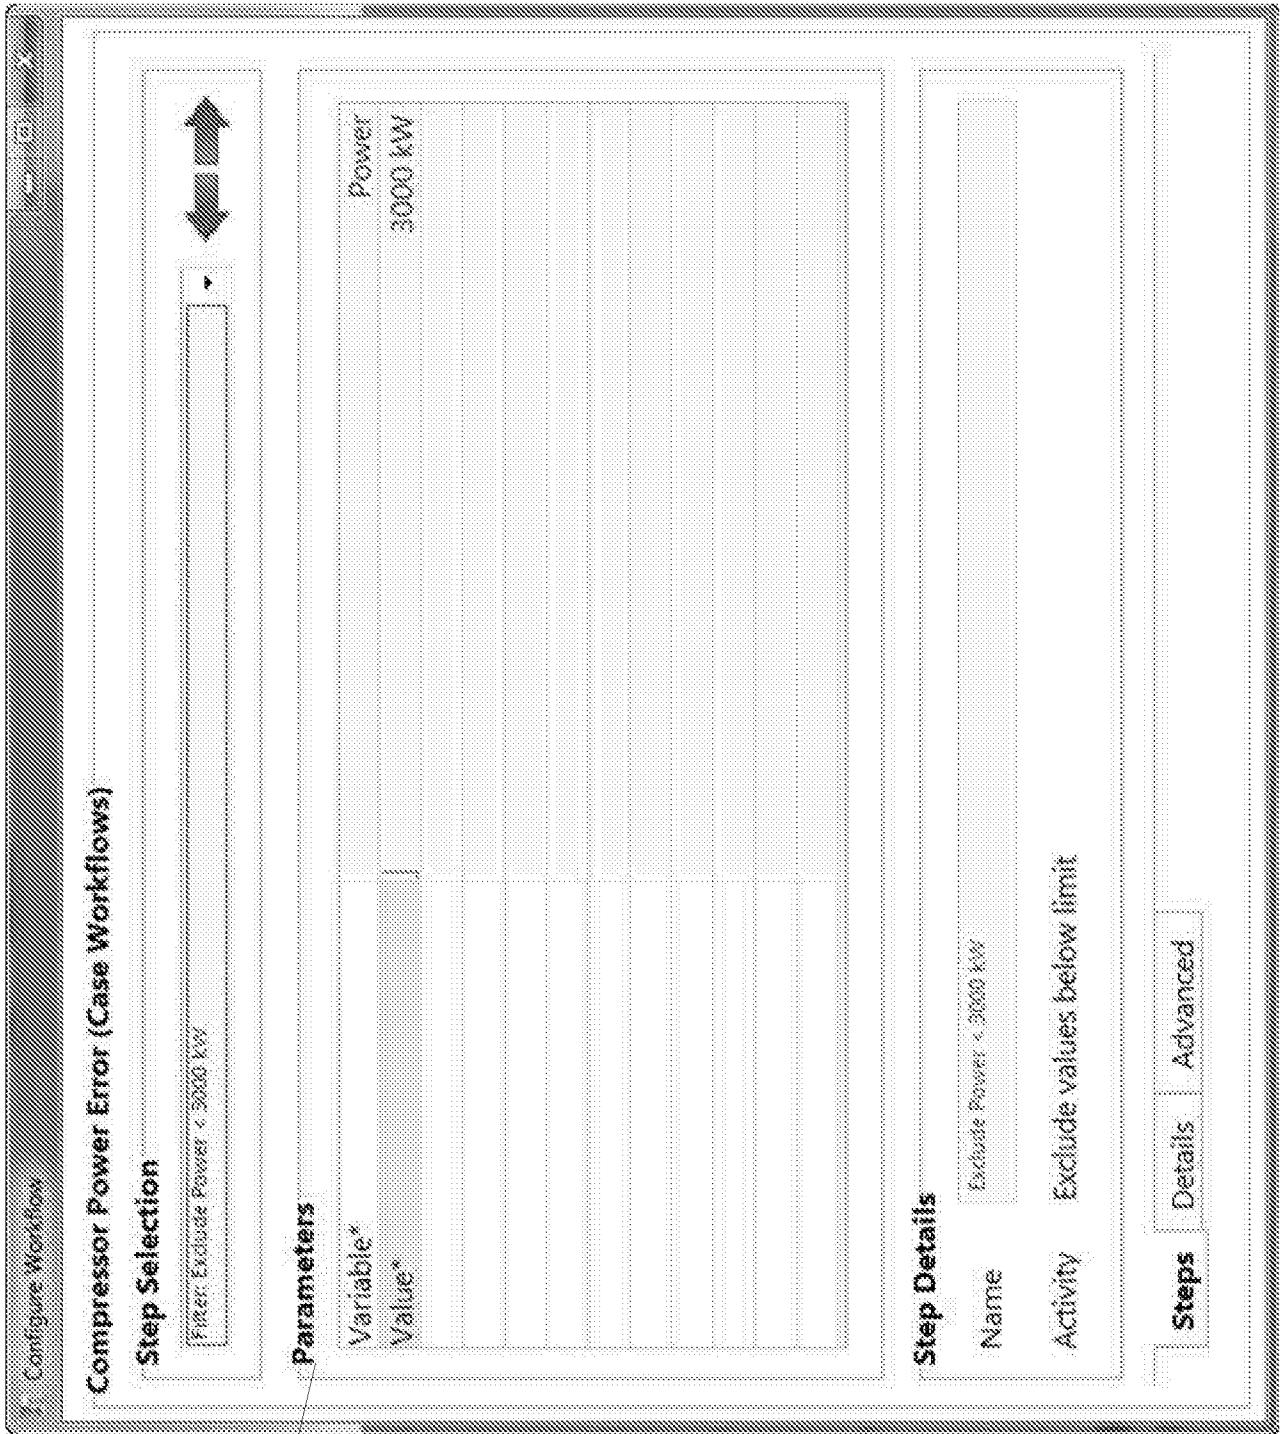 Configure Workflow
Compressor Power Error (Case Workflows)
Step Selection
Filter: Exclude Power < 3000 kW
Parameters
Variable* Power
Value* 3000 kW
Step Details
Name Exclude Power < 3000 kW
Activity Exclude values below limit
Steps Details Advanced